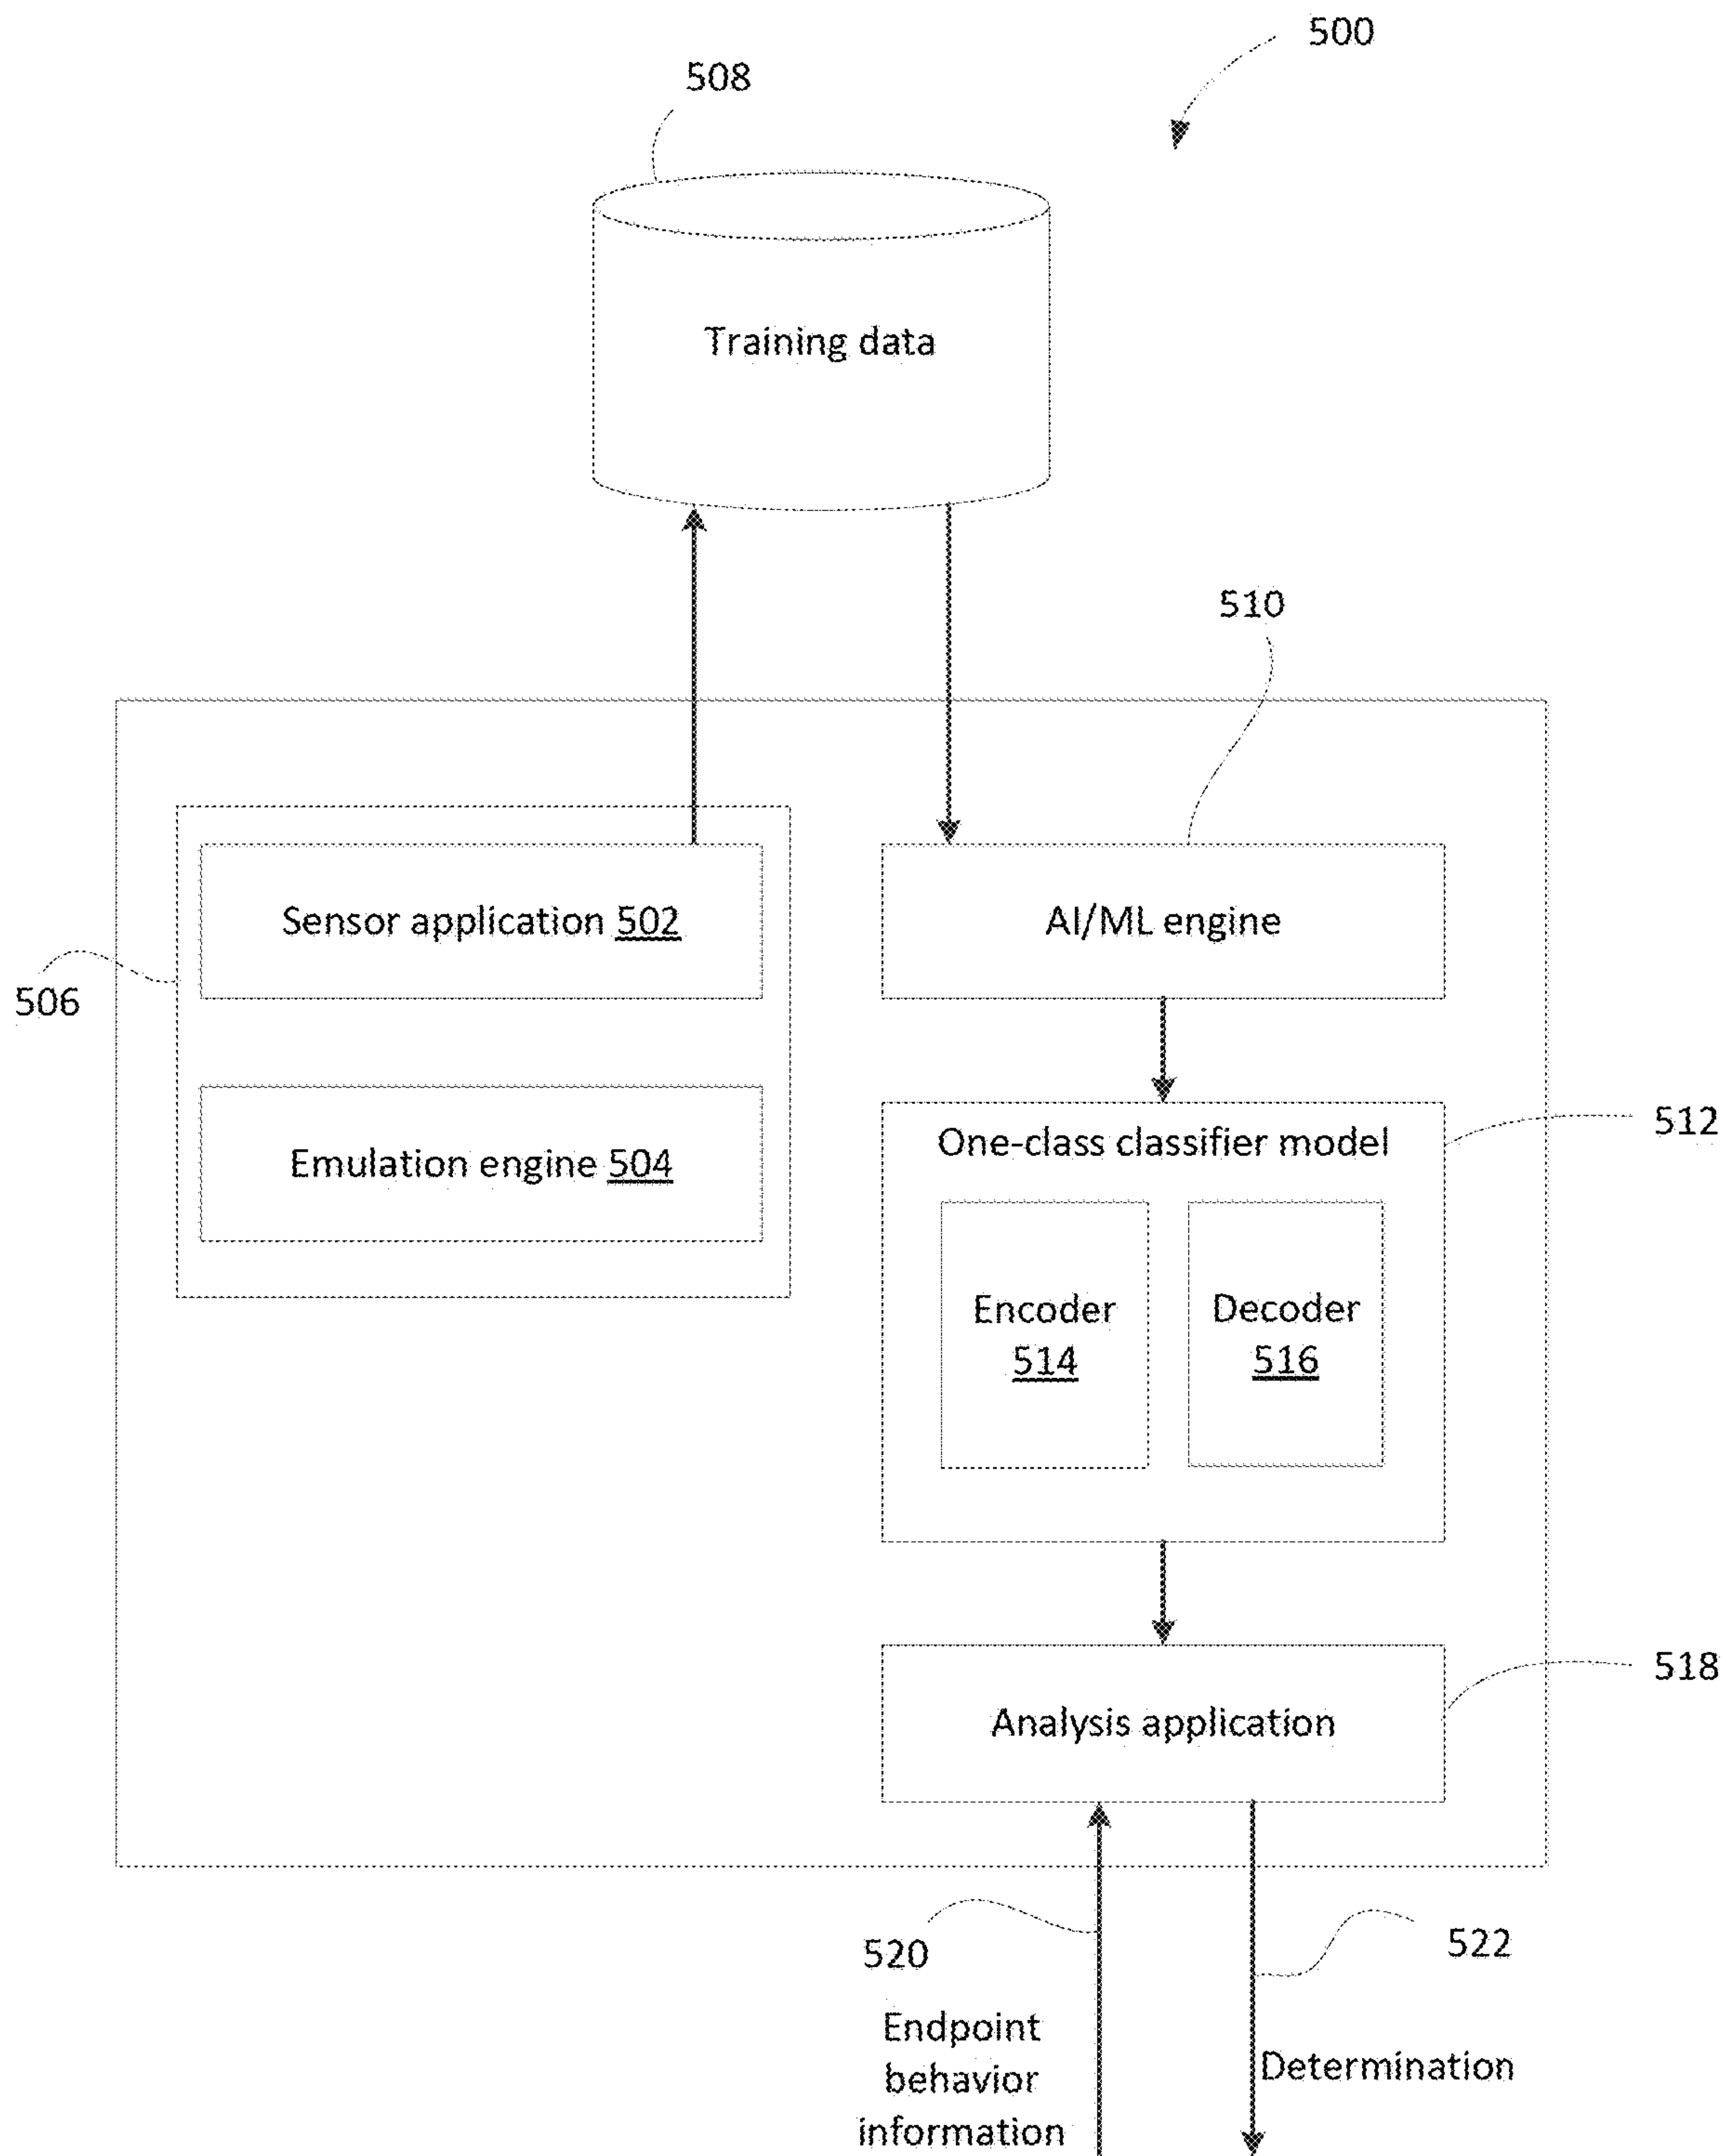 500
508
Training data
510
Sensor application 502
AI/ML engine
506
512
One-class classifier model
Emulation engine 504
Encoder
514
Decoder
516
518
Analysis application
520
522
Endpoint
behavior
information
Determination